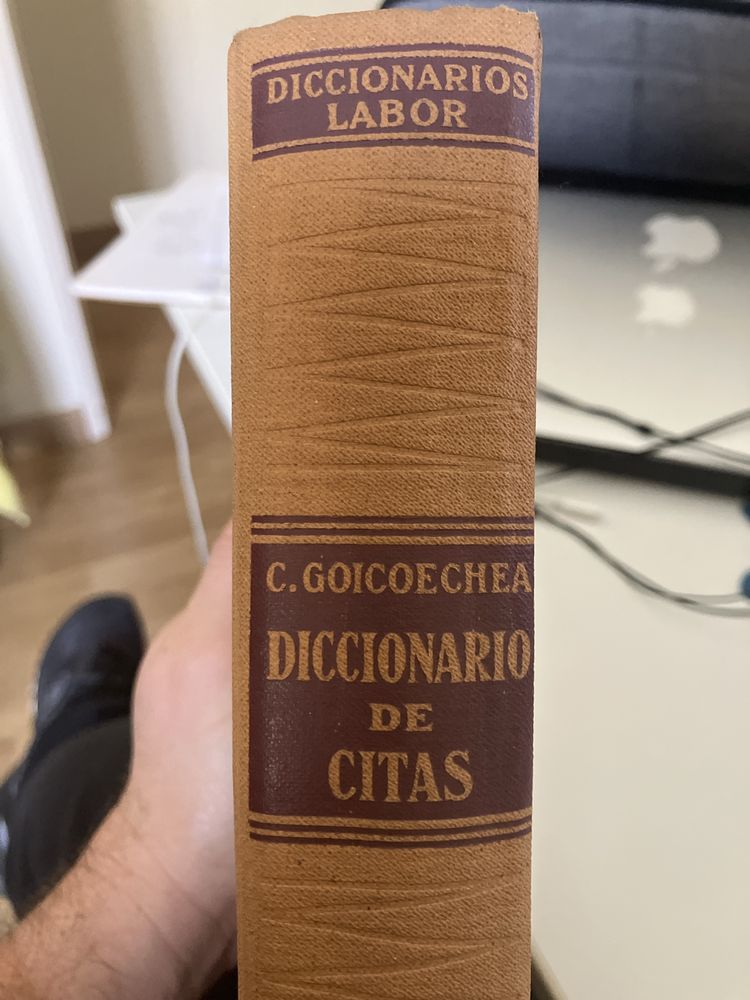 DICCIONARIOS
LABOR
C. GOICOECHEA
DICCIONARIO
DE
CITAS